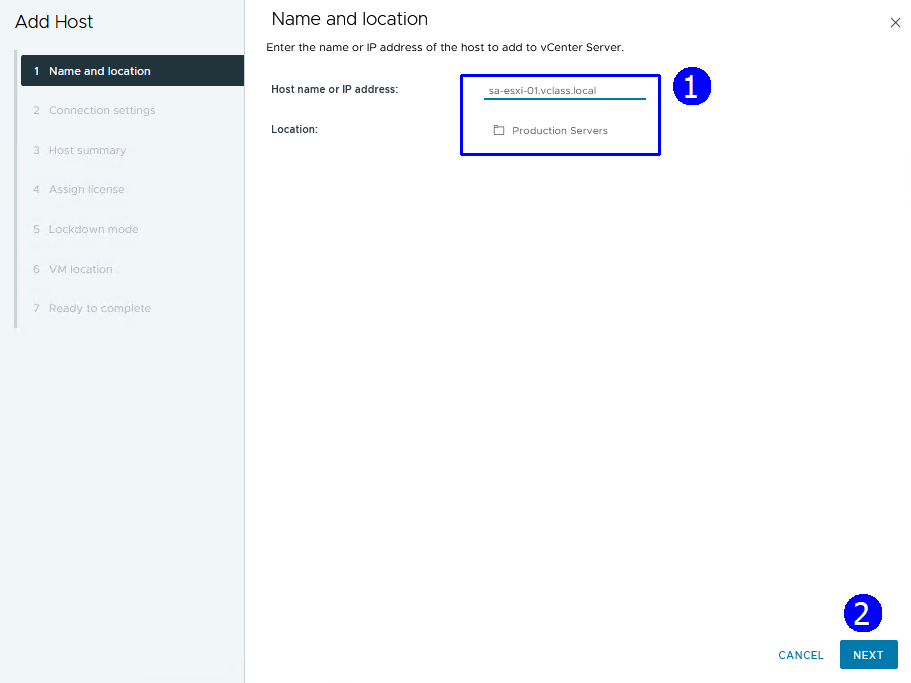 Add Host
1 Name and location
2 Connection settings
3 Host summary
4 Assign license
5 Lockdown mode
6 VM location
7 Ready to complete
Name and location
Enter the name or IP address of the host to add to vCenter Server.
Host name or IP address:
sa-esxi-01.vclass.local
1
Location:
Production Servers
2
CANCEL
NEXT